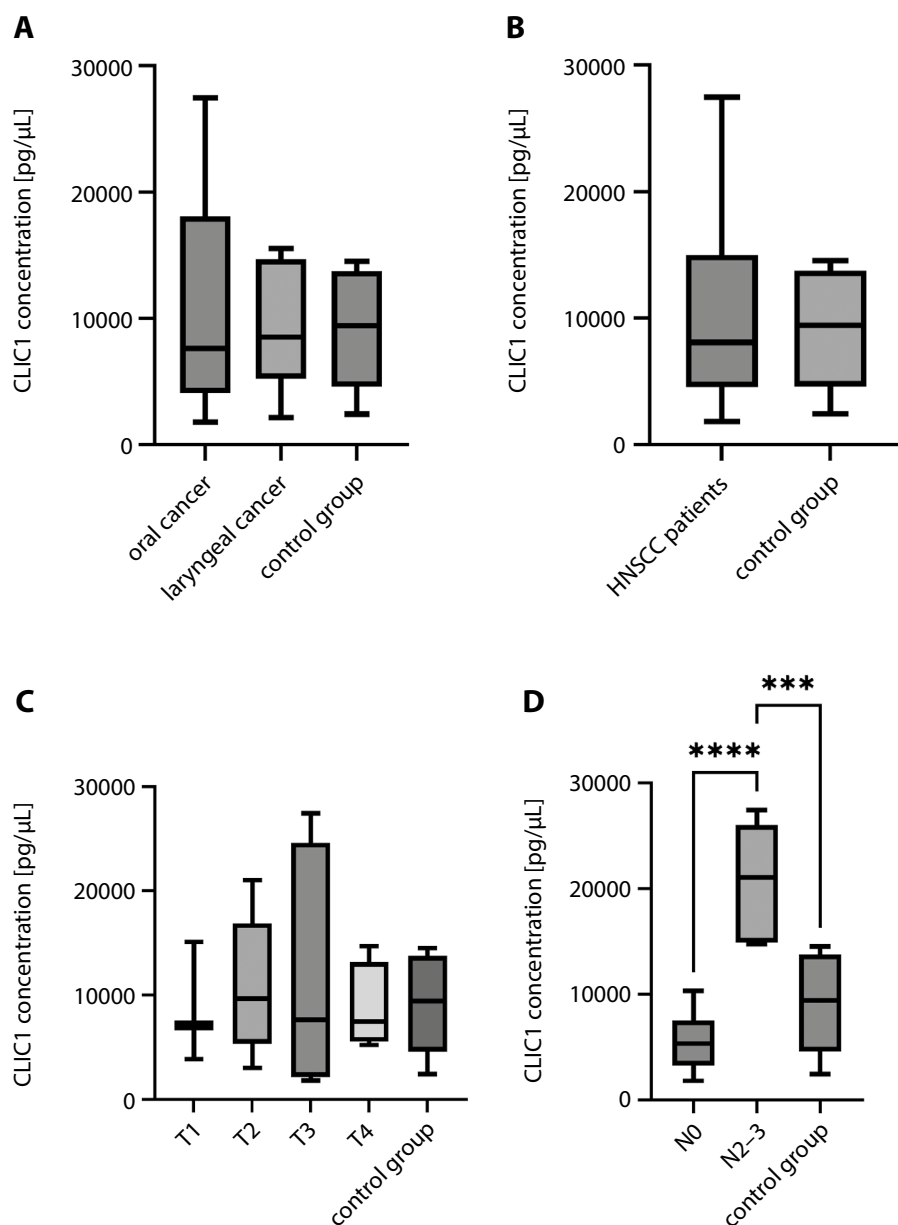 A
CLIC1 concentration [pg/µL]
30000
20000
10000
0
oral cancer
laryngeal cancer
control group
B
CLIC1 concentration [pg/µL]
30000
20000
10000
0
HNSCC patients
control group
C
CLIC1 concentration [pg/µL]
30000
20000
10000
0
T1
T2
T3
T4
control group
D
CLIC1 concentration [pg/µL]
30000
20000
10000
0
****
***
N0
N2–3
control group